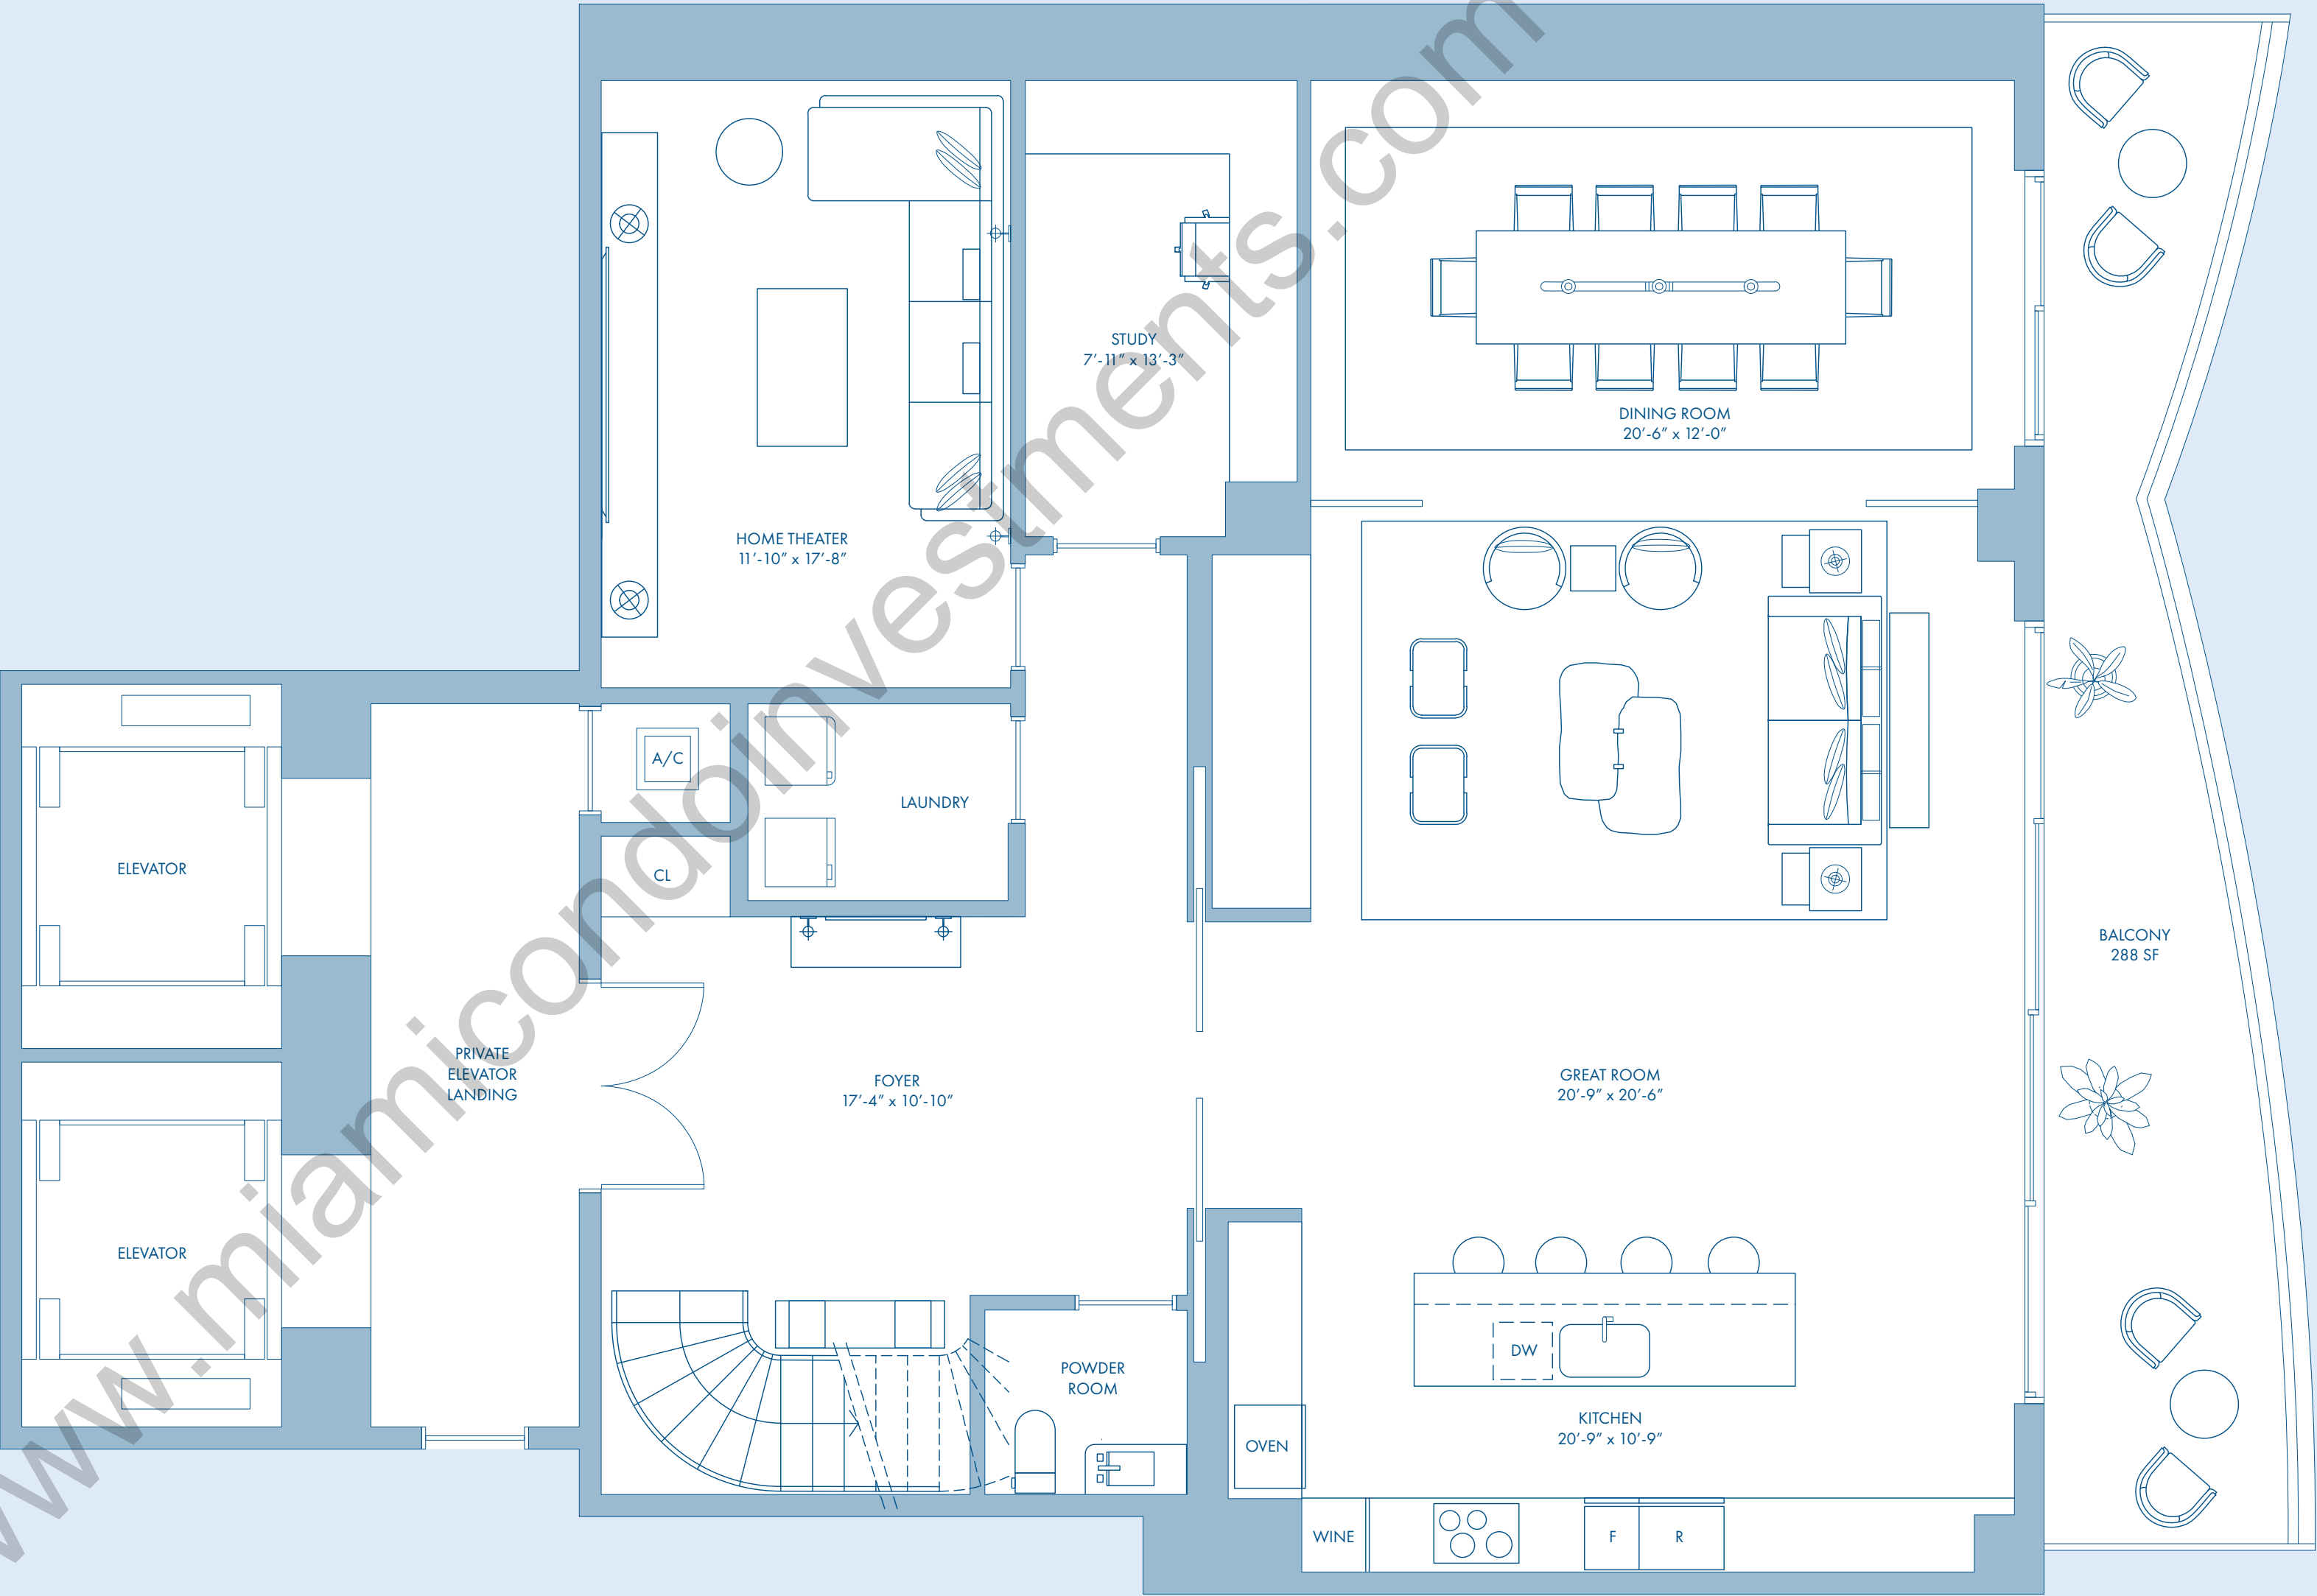 STUDY
7'-11" x 13'-3"
DINING ROOM
20'-6" x 12'-0"
HOME THEATER
11'-10" x 17'-8"
A/C
LAUNDRY
CL
ELEVATOR
BALCONY
288 SF
PRIVATE
ELEVATOR
LANDING
FOYER
17'-4" x 10'-10"
GREAT ROOM
20'-9" x 20'-6"
ELEVATOR
DW
POWDER
ROOM
KITCHEN
20'-9" x 10'-9"
OVEN
WINE
F
R
www.miamicondoinvestments.com